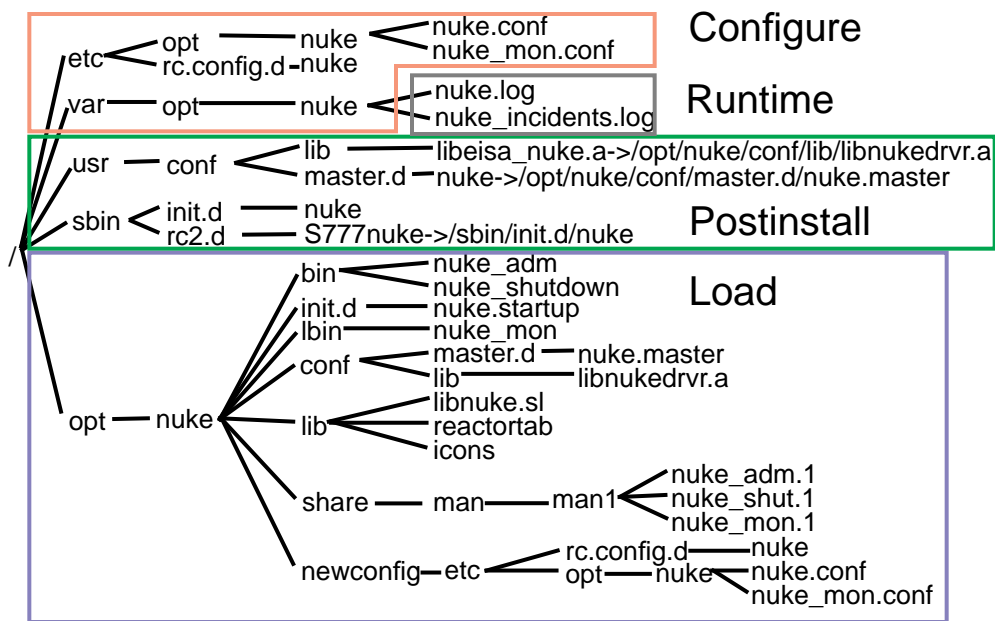 Configure
etc opt nuke nuke.conf
nuke_mon.conf
rc.config.d nuke
Runtime
var opt nuke nuke.log
nuke_incidents.log
usr conf lib libeisa_nuke.a->/opt/nuke/conf/lib/libnukedrvr.a
master.d nuke->/opt/nuke/conf/master.d/nuke.master
sbin init.d nuke
rc2.d S777nuke->/sbin/init.d/nuke
Postinstall
/
Load
opt nuke
bin nuke_adm
nuke_shutdown
init.d nuke.startup
lbin nuke_mon
conf master.d nuke.master
lib libnukedrvr.a
lib libnuke.sl
reactortab
icons
share man man1 nuke_adm.1
nuke_shut.1
nuke_mon.1
newconfig etc rc.config.d nuke
opt nuke nuke.conf
nuke_mon.conf